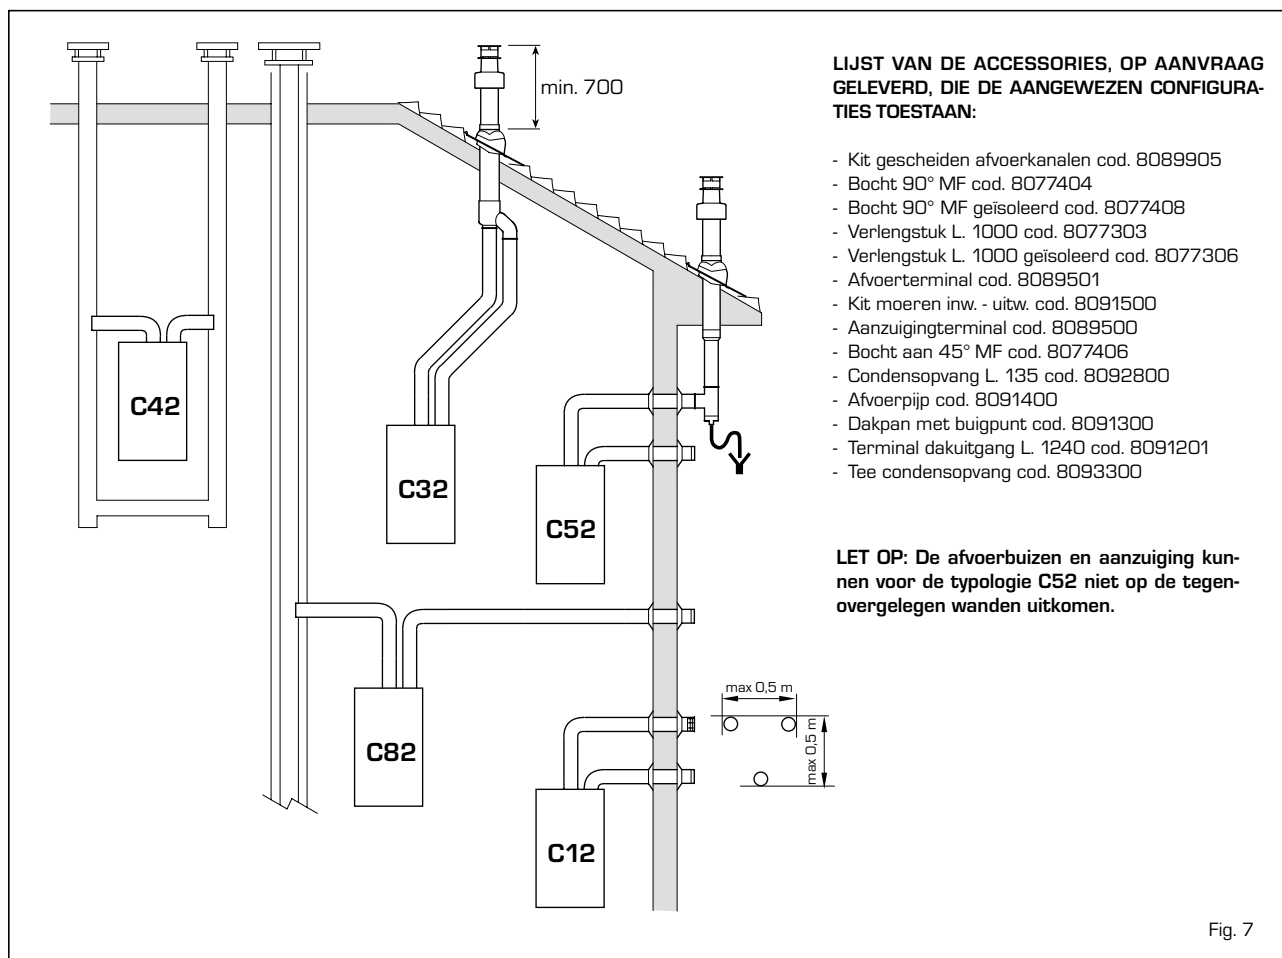 min. 700
C42
C32
C52
C82
C12
max 0,5 m
max 0,5 m
LIJST VAN DE ACCESSORIES, OP AANVRAAG
GELEVERD, DIE DE AANGEWEZEN CONFIGURA-
TIES TOESTAAN:
- Kit gescheiden afvoerkanalen cod. 8089905
- Bocht 90° MF cod. 8077404
- Bocht 90° MF geïsoleerd cod. 8077408
- Verlengstuk L. 1000 cod. 8077303
- Verlengstuk L. 1000 geïsoleerd cod. 8077306
- Afvoerterminal cod. 8089501
- Kit moeren inw. - uitw. cod. 8091500
- Aanzuigingterminal cod. 8089500
- Bocht aan 45° MF cod. 8077406
- Condensopvang L. 135 cod. 8092800
- Afvoerpijp cod. 8091400
- Dakpan met buigpunt cod. 8091300
- Terminal dakuitgang L. 1240 cod. 8091201
- Tee condensopvang cod. 8093300
LET OP: De afvoerbuizen en aanzuiging kun-
nen voor de typologie C52 niet op de tegen-
overgelegen wanden uitkomen.
Fig. 7